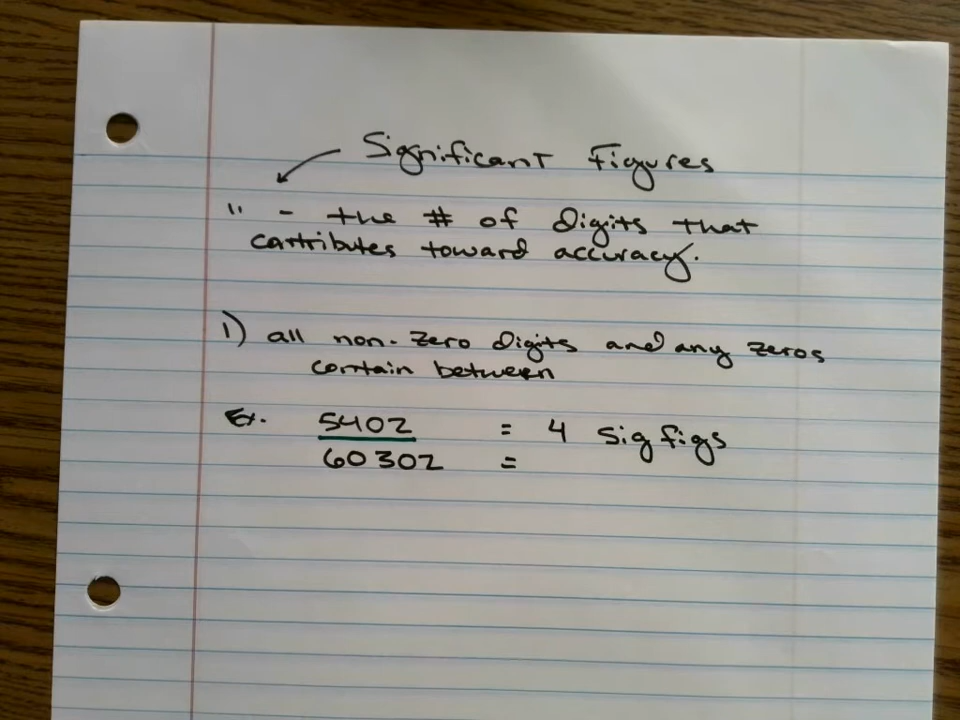 Significant Figures
" - the # of digits that
contributes toward accuracy.
1) all non-zero digits and any zeros
contain between
Ex. 5402 = 4 sig figs
60302 =